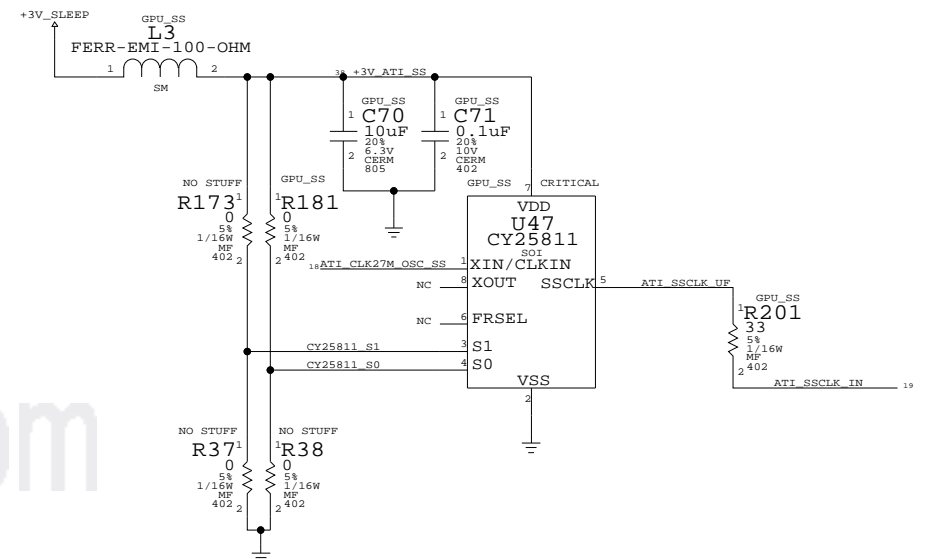 +3V_SLEEP
GPU_SS
L3
FERR-EMI-100-OHM
1
2
SM
38
+3V_ATI_SS
GPU_SS
1
C70
10uF
20%
6.3V
2
CERM
805
GPU_SS
1
C71
0.1uF
20%
10V
2
CERM
402
NO STUFF
R173
1
0
5%
1/16W
MF
402
2
GPU_SS
1
R181
0
5%
1/16W
MF
2
402
GPU_SS
7
CRITICAL
VDD
U47
CY25811
SOI
18
ATI_CLK27M_OSC_SS
1
XIN/CLKIN
NC
8
XOUT
SSCLK
5
ATI_SSCLK_UF
NC
6
FRSEL
CY25811_S1
3
S1
CY25811_S0
4
S0
VSS
2
GPU_SS
1
R201
33
5%
1/16W
MF
2
402
ATI_SSCLK_IN
19
NO STUFF
R37
1
0
5%
1/16W
MF
402
2
NO STUFF
1
R38
0
5%
1/16W
MF
2
402
om